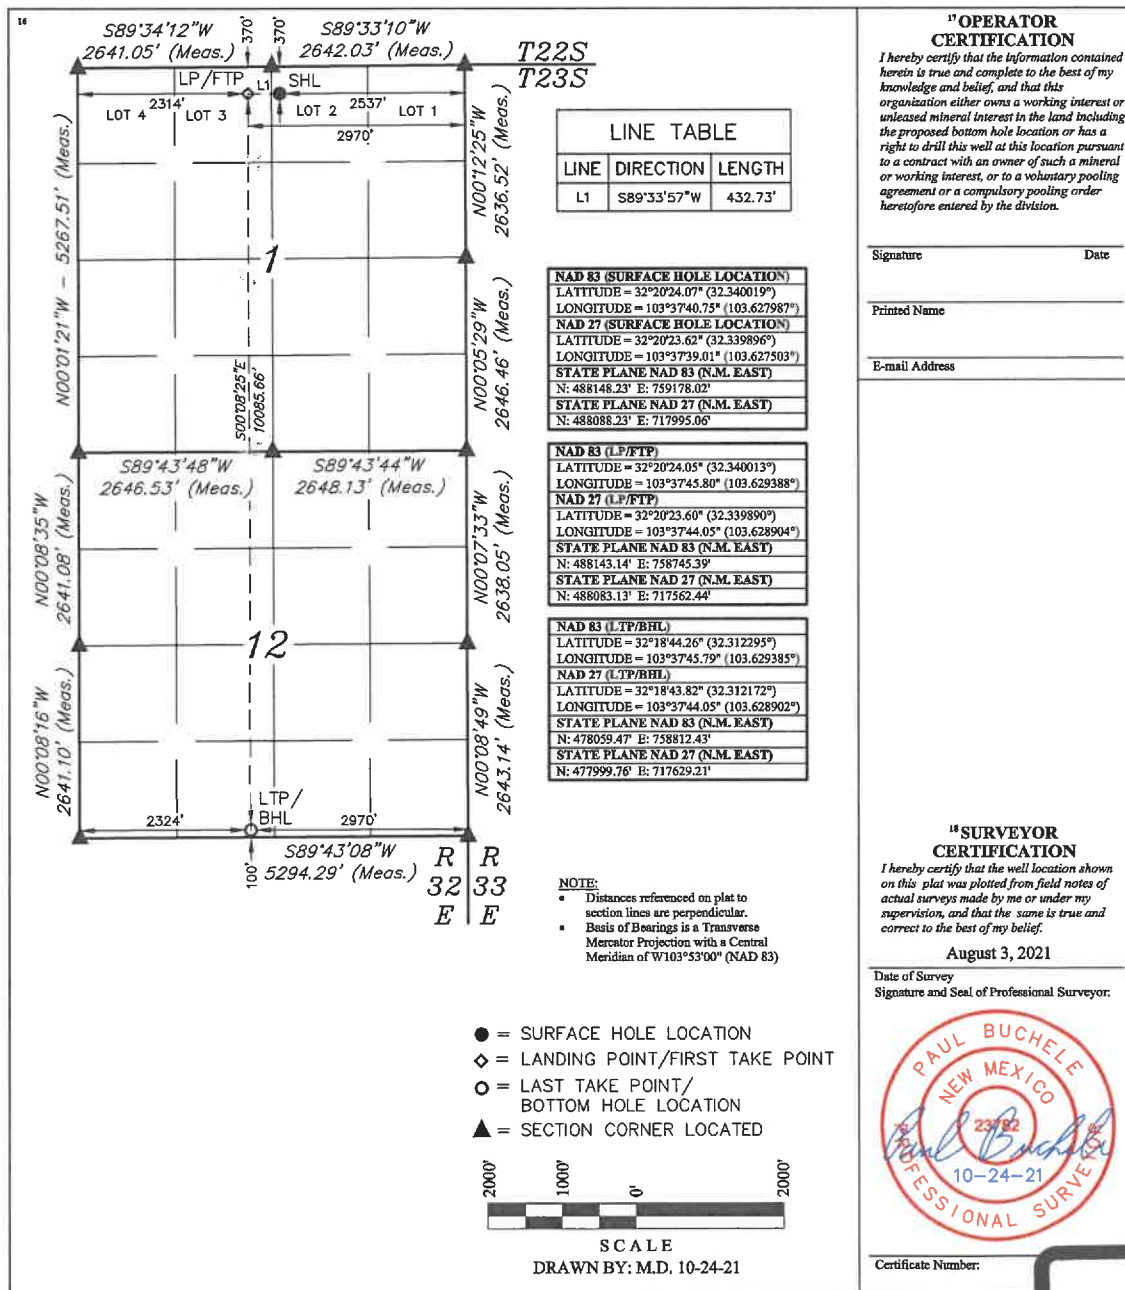 16
S89°34'12"W
2641.05' (Meas.)
370'
370'
S89°33'10"W
2642.03' (Meas.)
T22S
T23S
LP/FTP
L1
SHL
2314'
2537'
LOT 4
LOT 3
LOT 2
LOT 1
2970'
N00°01'21"W – 5267.51' (Meas.)
N00°12'25"W
2636.52' (Meas.)
1
N00°05'29"W
2646.46' (Meas.)
S00°08'25"E
10085.66'
S89°43'48"W
2646.53' (Meas.)
S89°43'44"W
2648.13' (Meas.)
N00°08'35"W
2641.08' (Meas.)
N00°07'33"W
2638.05' (Meas.)
12
N00°08'16"W
2641.10' (Meas.)
N00°08'49"W
2643.14' (Meas.)
LTP/
BHL
2324'
2970'
100'
S89°43'08"W
5294.29' (Meas.)
R R
32 33
E E
LINE TABLE
LINE DIRECTION LENGTH
L1 S89°33'57"W 432.73'
NAD 83 (SURFACE HOLE LOCATION)
LATITUDE = 32°20'24.07" (32.340019°)
LONGITUDE = 103°37'40.75" (103.627987°)
NAD 27 (SURFACE HOLE LOCATION)
LATITUDE = 32°20'23.62" (32.339896°)
LONGITUDE = 103°37'39.01" (103.627503°)
STATE PLANE NAD 83 (N.M. EAST)
N: 488148.23' E: 759178.02'
STATE PLANE NAD 27 (N.M. EAST)
N: 488088.23' E: 717995.06'
NAD 83 (LP/FTP)
LATITUDE = 32°20'24.05" (32.340013°)
LONGITUDE = 103°37'45.80" (103.629388°)
NAD 27 (LP/FTP)
LATITUDE = 32°20'23.60" (32.339890°)
LONGITUDE = 103°37'44.05" (103.628904°)
STATE PLANE NAD 83 (N.M. EAST)
N: 488143.14' E: 758745.39'
STATE PLANE NAD 27 (N.M. EAST)
N: 488083.13' E: 717562.44'
NAD 83 (LTP/BHL)
LATITUDE = 32°18'44.26" (32.312295°)
LONGITUDE = 103°37'45.79" (103.629385°)
NAD 27 (LTP/BHL)
LATITUDE = 32°18'43.82" (32.312172°)
LONGITUDE = 103°37'44.05" (103.628902°)
STATE PLANE NAD 83 (N.M. EAST)
N: 478059.47' E: 758812.43'
STATE PLANE NAD 27 (N.M. EAST)
N: 477999.76' E: 717629.21'
NOTE:
• Distances referenced on plat to
section lines are perpendicular.
• Basis of Bearings is a Transverse
Mercator Projection with a Central
Meridian of W103°53'00" (NAD 83)
= SURFACE HOLE LOCATION
= LANDING POINT/FIRST TAKE POINT
= LAST TAKE POINT/
BOTTOM HOLE LOCATION
= SECTION CORNER LOCATED
2000' 1000' 0' 2000'
SCALE
DRAWN BY: M.D. 10-24-21
17 OPERATOR
CERTIFICATION
I hereby certify that the information contained
herein is true and complete to the best of my
knowledge and belief, and that this
organization either owns a working interest or
unleased mineral interest in the land including
the proposed bottom hole location or has a
right to drill this well at this location pursuant
to a contract with an owner of such a mineral
or working interest, or to a voluntary pooling
agreement or a compulsory pooling order
heretofore entered by the division.
Signature Date
Printed Name
E-mail Address
18 SURVEYOR
CERTIFICATION
I hereby certify that the well location shown
on this plat was plotted from field notes of
actual surveys made by me or under my
supervision, and that the same is true and
correct to the best of my belief.
August 3, 2021
Date of Survey
Signature and Seal of Professional Surveyor:
PAUL BUCHELE
NEW MEXICO
23782
Paul Buchele
10-24-21
PROFESSIONAL SURVEYOR
Certificate Number: